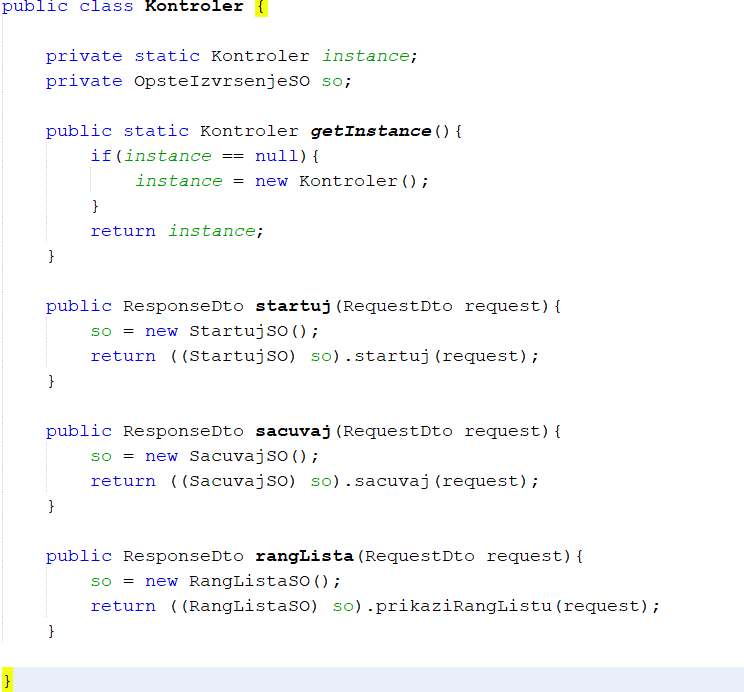 public class Kontroler {
private static Kontroler instance;
private OpsteIzvrsenjeSO so;
public static Kontroler getInstance(){
if(instance == null){
instance = new Kontroler();
}
return instance;
}
public ResponseDto startuj(RequestDto request){
so = new StartujSO();
return ((StartujSO) so).startuj(request);
}
public ResponseDto sacuvaj(RequestDto request){
so = new SacuvajSO();
return ((SacuvajSO) so).sacuvaj(request);
}
public ResponseDto rangLista(RequestDto request){
so = new RangListaSO();
return ((RangListaSO) so).prikaziRangListu(request);
}
}